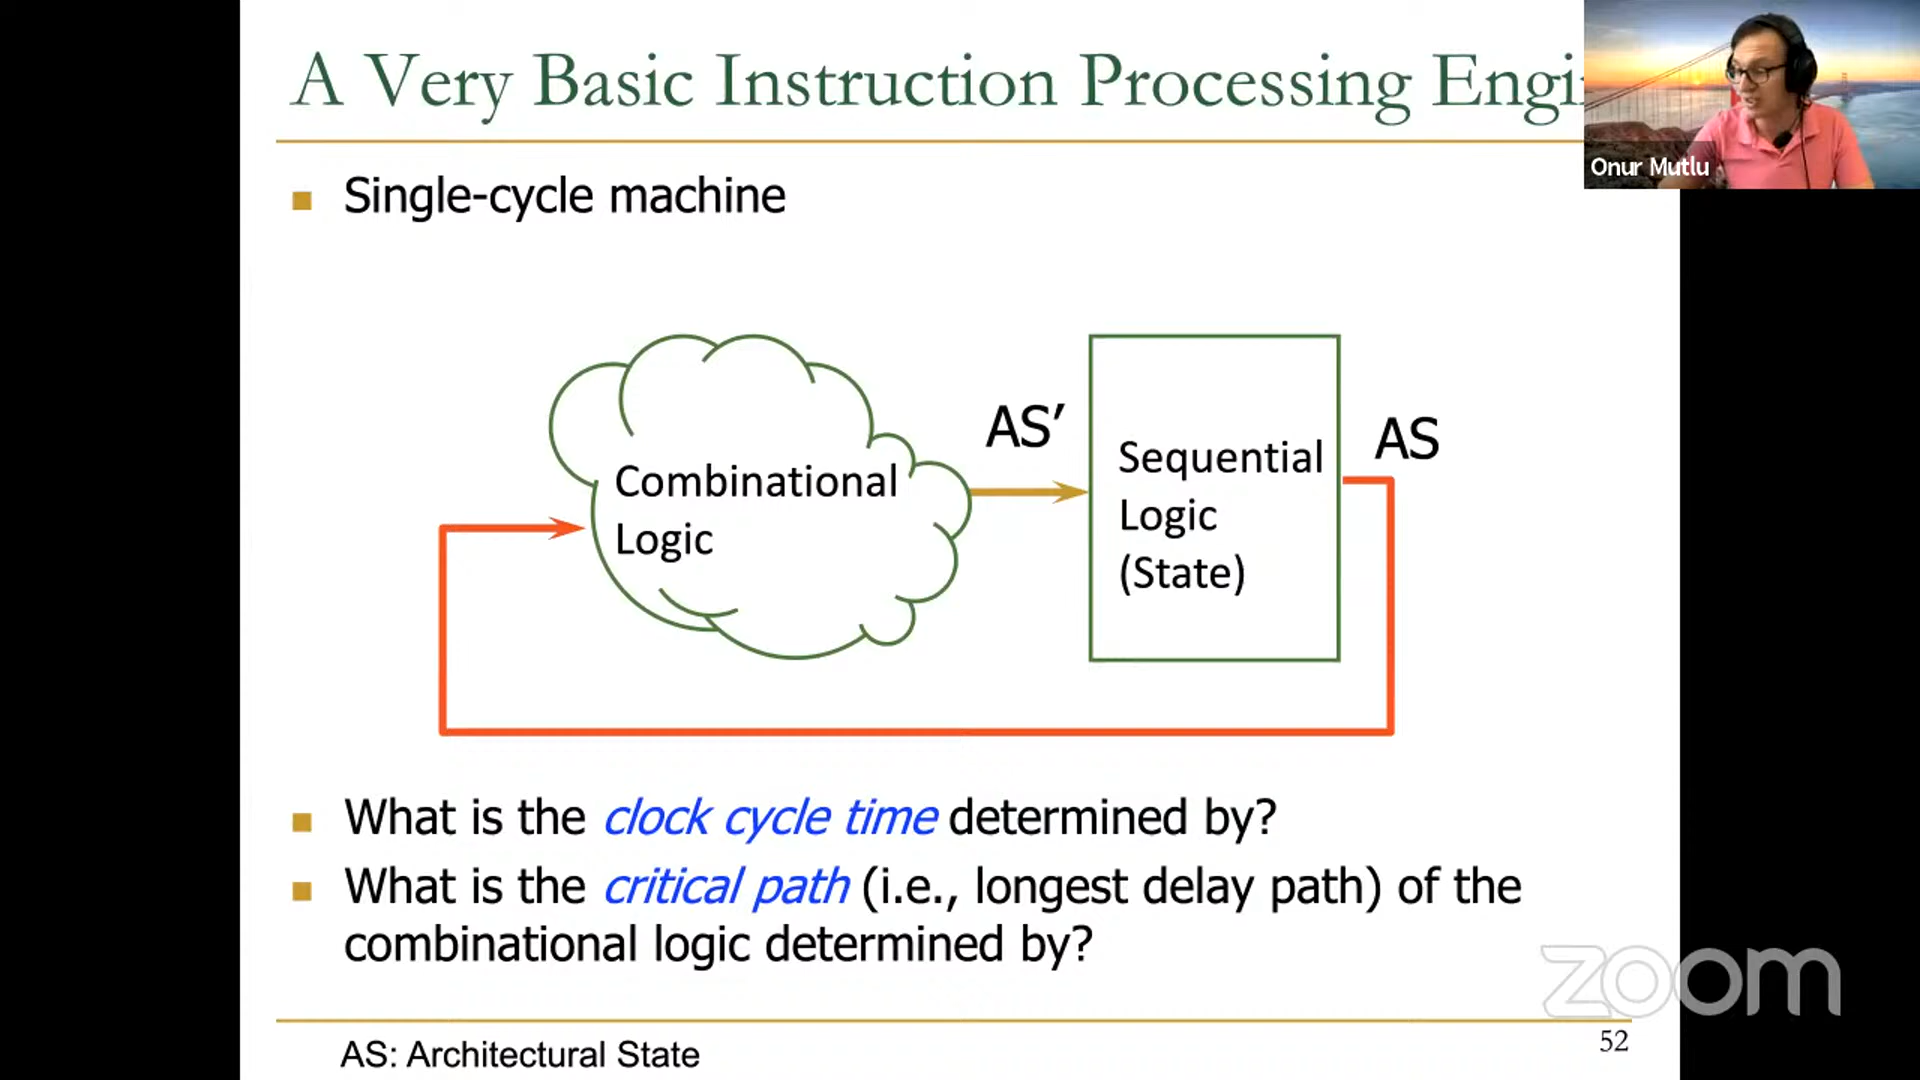 A Very Basic Instruction Processing Engi
Onur Mutlu
Single-cycle machine
Combinational
Logic
AS’
Sequential
Logic
(State)
AS
What is the clock cycle time determined by?
What is the critical path (i.e., longest delay path) of the
combinational logic determined by?
zoom
AS: Architectural State
52